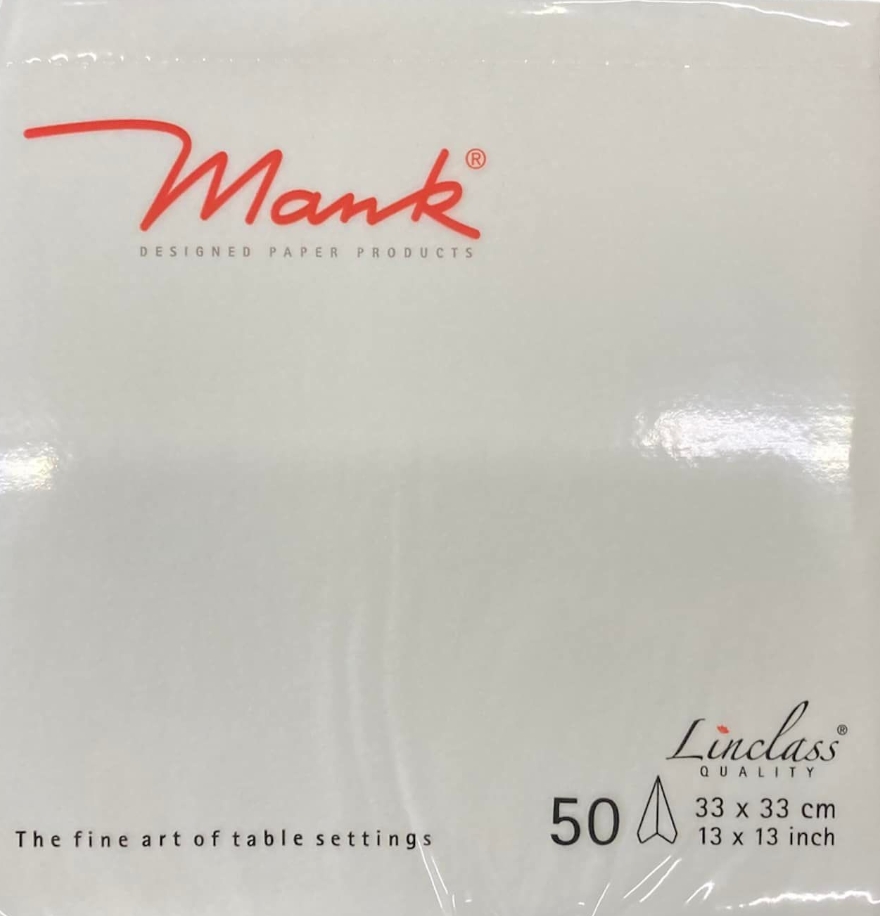 Mank®
DESIGNED PAPER PRODUCTS
Linclass®
QUALITY
50 33 x 33 cm
13 x 13 inch
The fine art of table settings